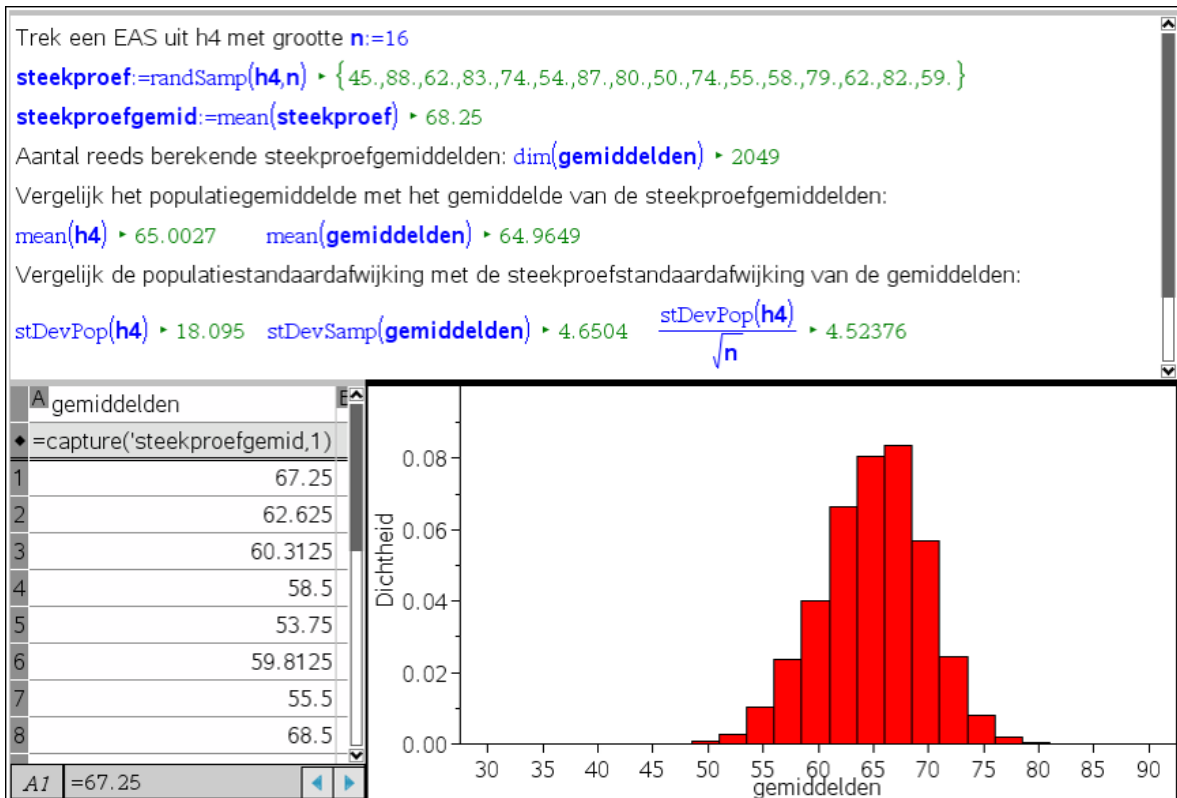 Trek een EAS uit h4 met grootte n:=16
steekproef:=randSamp(h4,n) ▸ {45.,88.,62.,83.,74.,54.,87.,80.,50.,74.,55.,58.,79.,62.,82.,59.}
steekproefgemid:=mean(steekproef) ▸ 68.25
Aantal reeds berekende steekproefgemiddelden: dim(gemiddelden) ▸ 2049
Vergelijk het populatiegemiddelde met het gemiddelde van de steekproefgemiddelden:
mean(h4) ▸ 65.0027 mean(gemiddelden) ▸ 64.9649
Vergelijk de populatiestandaardafwijking met de steekproefstandaardafwijking van de gemiddelden:
stDevPop(h4) ▸ 18.095 stDevSamp(gemiddelden) ▸ 4.6504 stDevPop(h4)/√n ▸ 4.52376
A gemiddelden
◆ =capture('steekproefgemid,1)
1 67.25
2 62.625
3 60.3125
4 58.5
5 53.75
6 59.8125
7 55.5
8 68.5
A1 =67.25
Dichtheid
0.08
0.06
0.04
0.02
0.00
30 35 40 45 50 55 60 65 70 75 80 85 90
gemiddelden